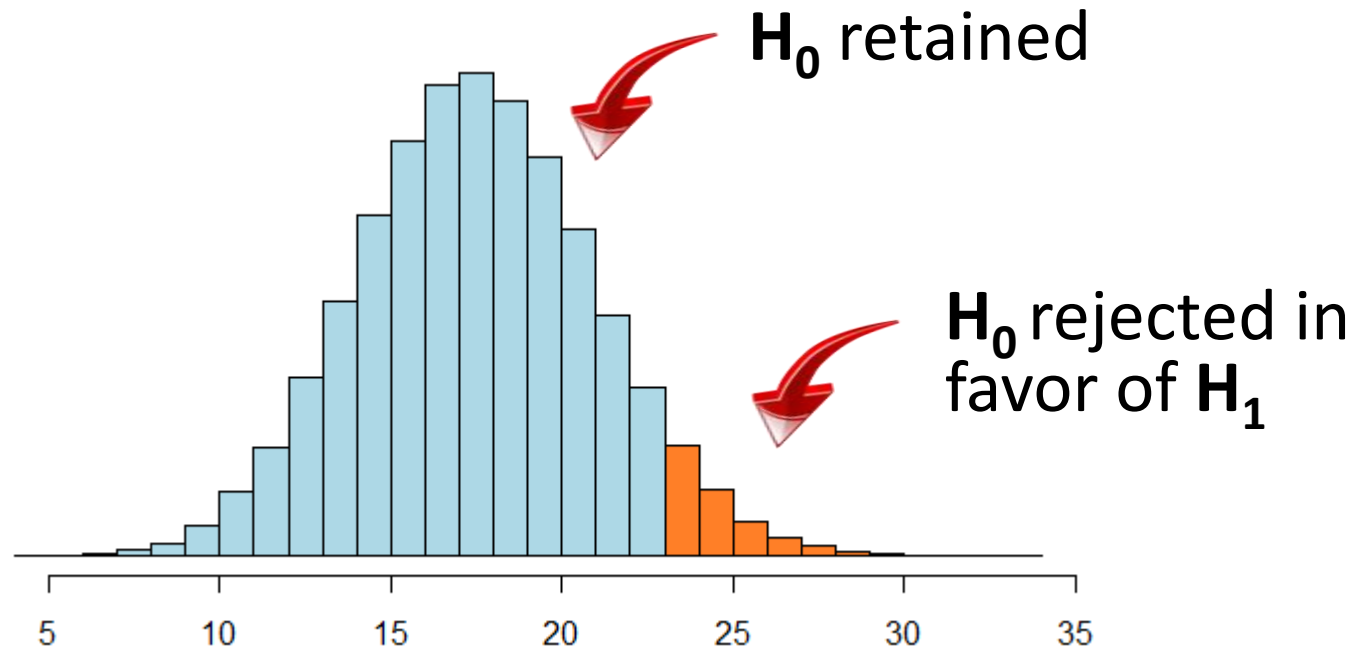 H₀ retained
H₀ rejected in
favor of H₁
5 10 15 20 25 30 35